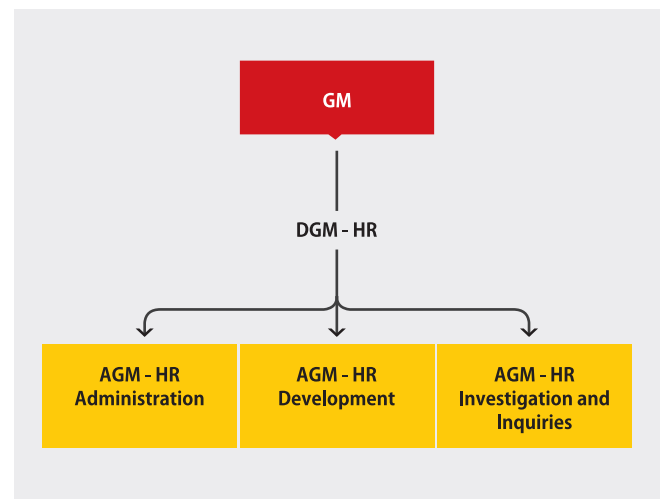 GM
DGM - HR
AGM - HR
Administration
AGM - HR
Development
AGM - HR
Investigation and
Inquiries